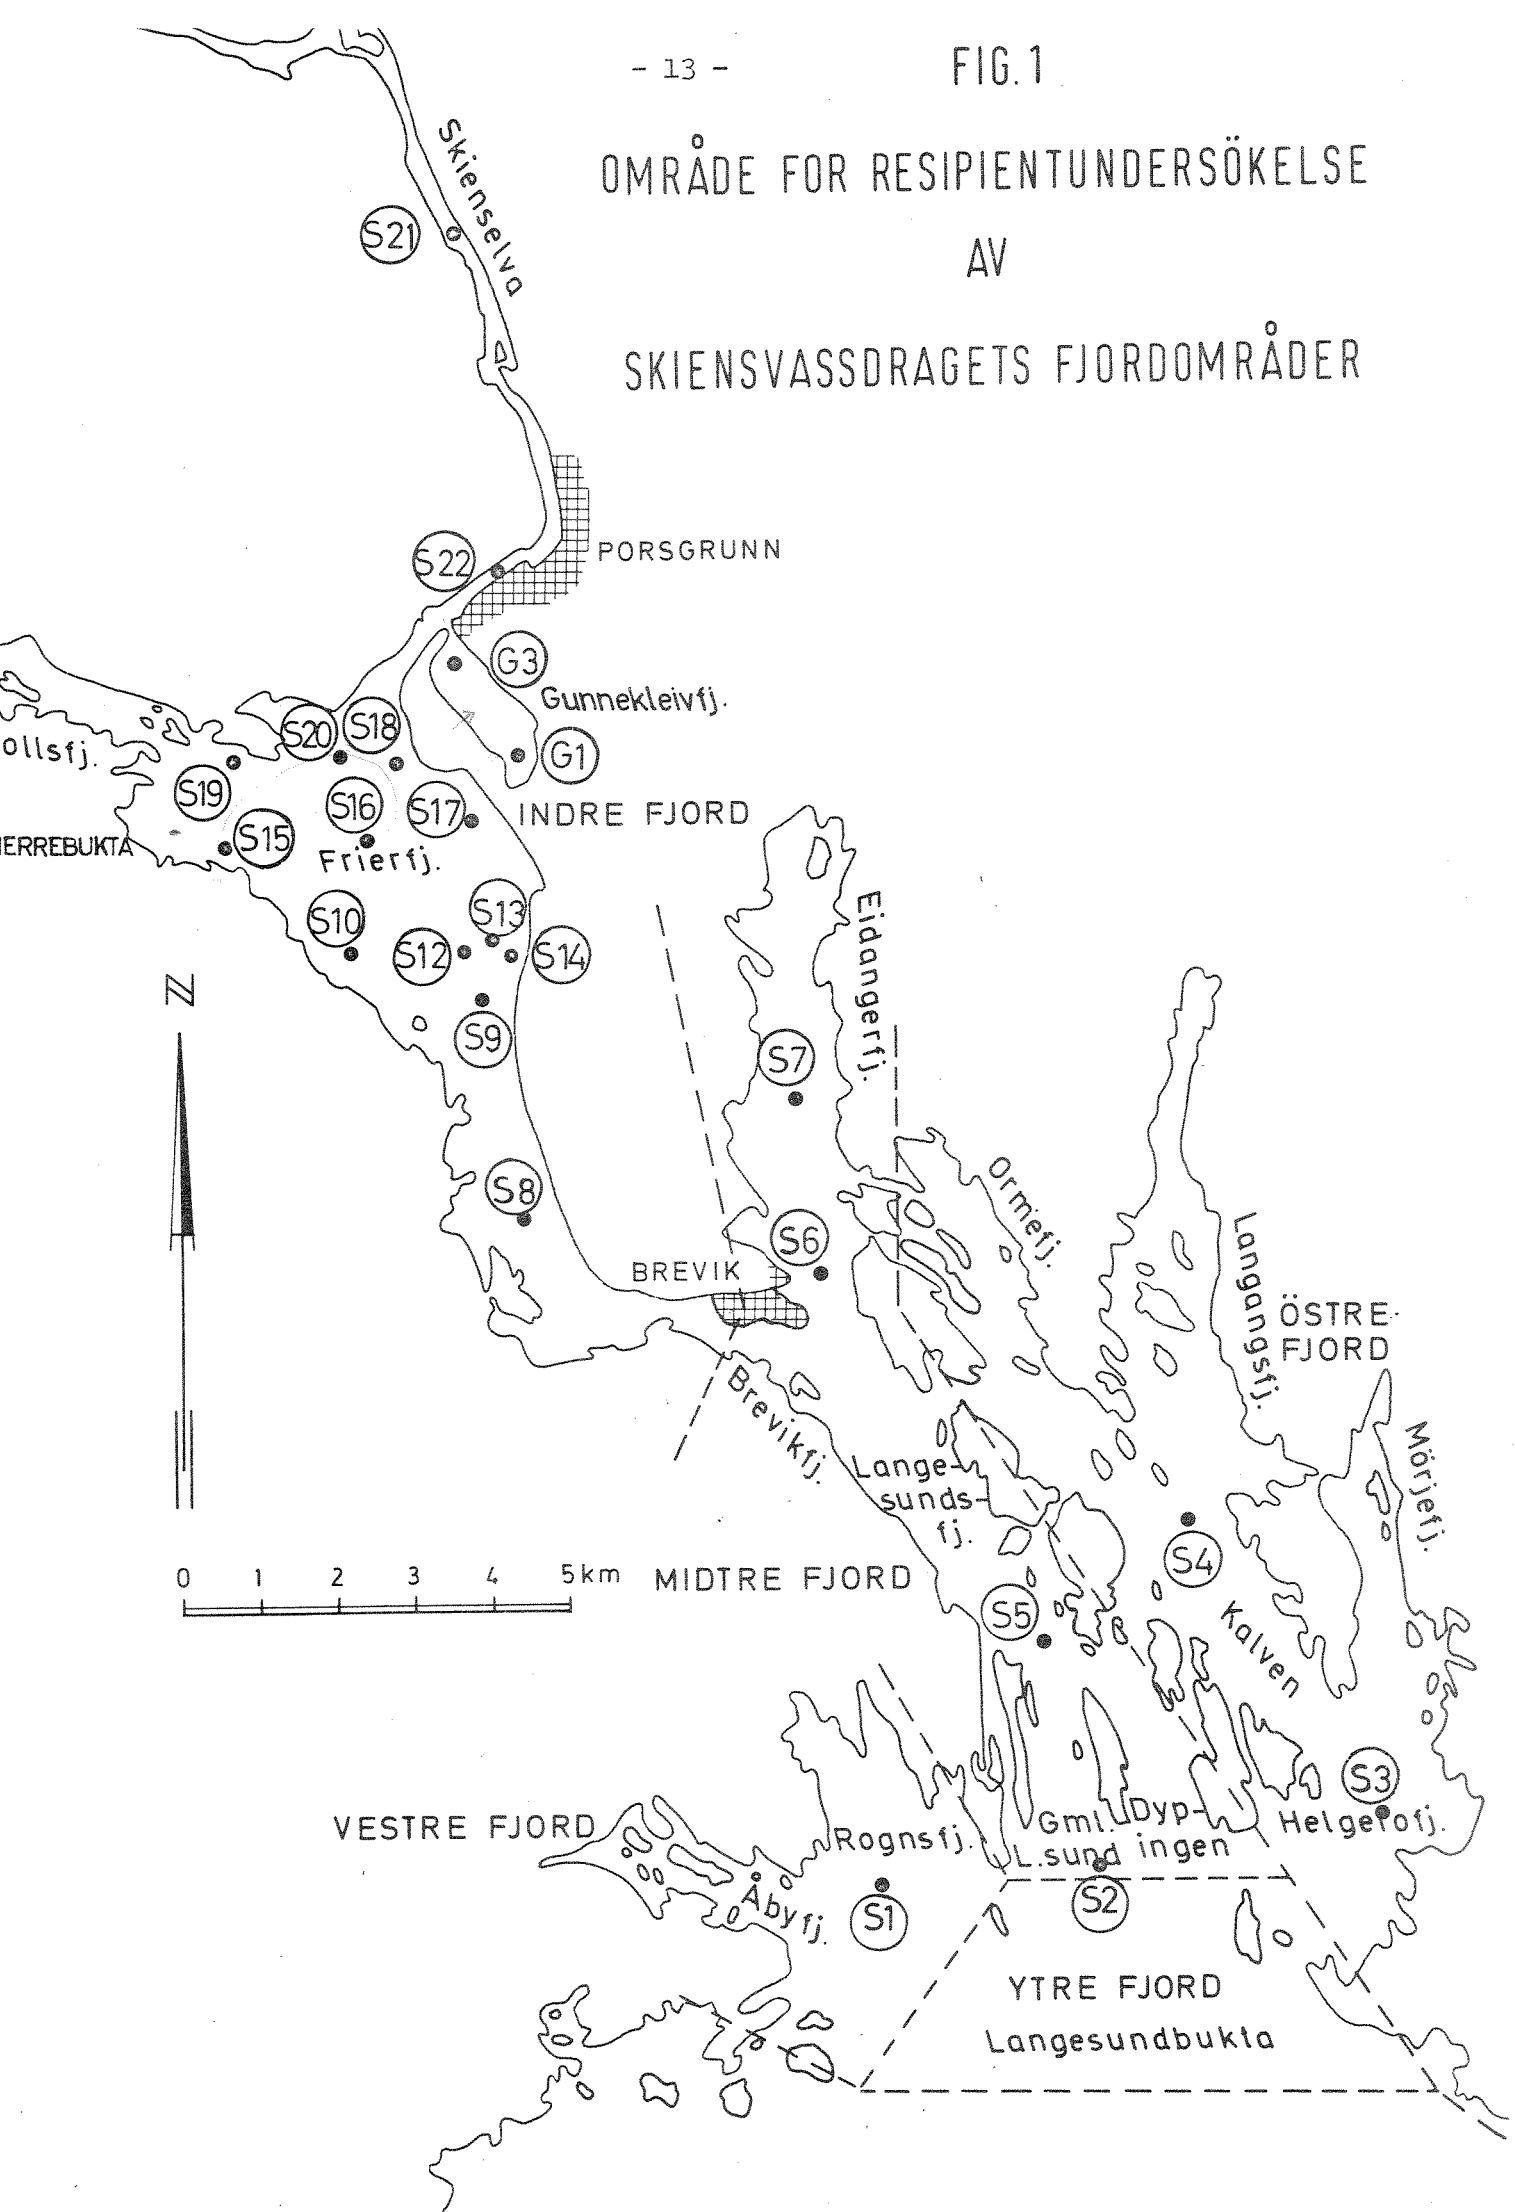 - 13 -
FIG. 1
OMRÅDE FOR RESIPIENTUNDERSÖKELSE
AV
SKIENSVASSDRAGETS FJORDOMRÅDER
Skienselva
S21
S22
PORSGRUNN
G3
Gunnekleivfj.
G1
S20
S18
ollsfj.
S19
S16
S17
INDRE FJORD
S15
IERREBUKTA
Frierfj.
S10
S13
S12
S14
S9
Eidangerfj.
S7
N
S8
S6
BREVIK
Ormefj.
Langangsfj.
ÖSTRE
FJORD
Brevikfj.
Lange-
sunds-
fj.
Mörjefj.
S4
0 1 2 3 4 5km
MIDTRE FJORD
S5
Kalven
S3
VESTRE FJORD
Rognsfj.
Gml.
L.sund
Dyp-
ingen
Helgerofj.
Åbyfj.
S1
S2
YTRE FJORD
Langesundbukta